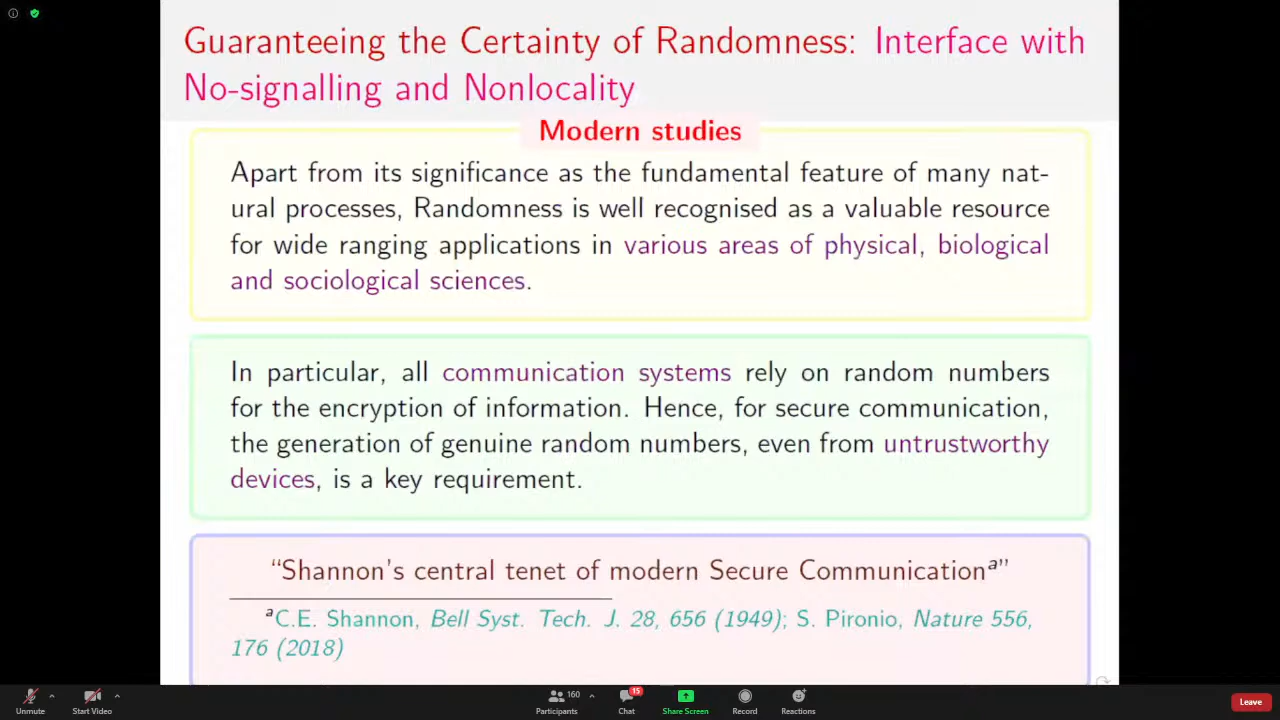 Guaranteeing the Certainty of Randomness: Interface with
No-signalling and Nonlocality
Modern studies
Apart from its significance as the fundamental feature of many nat-
ural processes, Randomness is well recognised as a valuable resource
for wide ranging applications in various areas of physical, biological
and sociological sciences.
In particular, all communication systems rely on random numbers
for the encryption of information. Hence, for secure communication,
the generation of genuine random numbers, even from untrustworthy
devices, is a key requirement.
“Shannon's central tenet of modern Secure Communicationᵃ”
ᵃC.E. Shannon, Bell Syst. Tech. J. 28, 656 (1949); S. Pironio, Nature 556,
176 (2018)
Unmute
Start Video
160
Participants
15
Chat
Share Screen
Record
Reactions
Leave